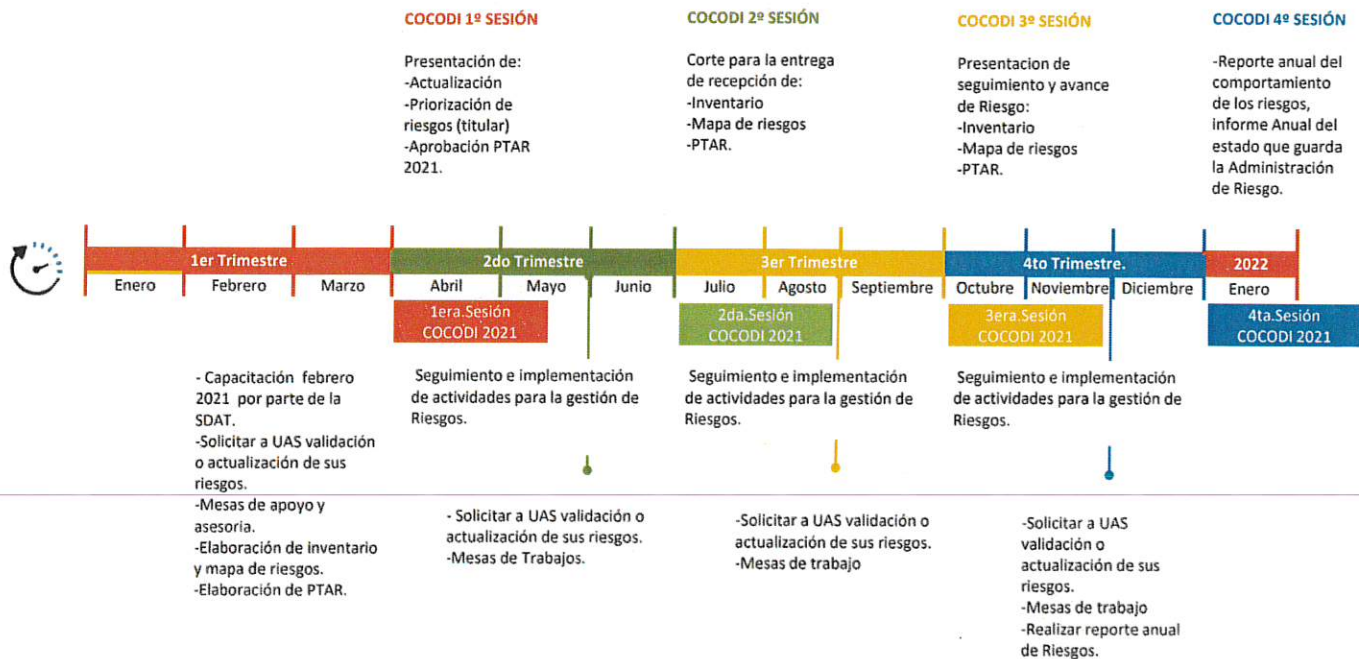 COCODI 1º SESIÓN
Presentación de:
-Actualización
-Priorización de
riesgos (titular)
-Aprobación PTAR
2021.
COCODI 2º SESIÓN
Corte para la entrega
de recepción de:
-Inventario
-Mapa de riesgos
-PTAR.
COCODI 3º SESIÓN
Presentacion de
seguimiento y avance
de Riesgo:
-Inventario
-Mapa de riesgos
-PTAR.
COCODI 4º SESIÓN
-Reporte anual del
comportamiento
de los riesgos,
informe Anual del
estado que guarda
la Administración
de Riesgo.
1er Trimestre
2do Trimestre
3er Trimestre
4to Trimestre.
2022
Enero
Febrero
Marzo
Abril
Mayo
Junio
Julio
Agosto
Septiembre
Octubre
Noviembre
Diciembre
Enero
1era.Sesión
COCODI 2021
2da.Sesión
COCODI 2021
3era.Sesión
COCODI 2021
4ta.Sesión
COCODI 2021
- Capacitación febrero
2021 por parte de la
SDAT.
-Solicitar a UAS validación
o actualización de sus
riesgos.
-Mesas de apoyo y
asesoria.
-Elaboración de inventario
y mapa de riesgos.
-Elaboración de PTAR.
Seguimiento e implementación
de actividades para la gestión de
Riesgos.
- Solicitar a UAS validación o
actualización de sus riesgos.
-Mesas de Trabajos.
Seguimiento e implementación
de actividades para la gestión de
Riesgos.
-Solicitar a UAS validación o
actualización de sus riesgos.
-Mesas de trabajo
Seguimiento e implementación
de actividades para la gestión de
Riesgos.
-Solicitar a UAS
validación o
actualización de sus
riesgos.
-Mesas de trabajo
-Realizar reporte anual
de Riesgos.